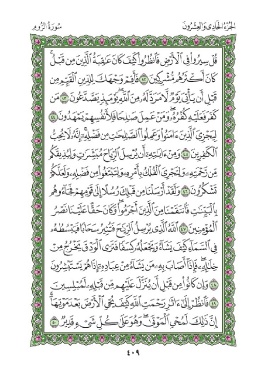 الجزء الحادي والعشرون سورة الروم
قُلْ سِيرُوا۟ فِى ٱلْأَرْضِ فَٱنظُرُوا۟ كَيْفَ كَانَ عَـٰقِبَةُ ٱلَّذِينَ مِن قَبْلُ ۚ
كَانَ أَكْثَرُهُم مُّشْرِكِينَ ٤٢ فَأَقِمْ وَجْهَكَ لِلدِّينِ ٱلْقَيِّمِ مِن
قَبْلِ أَن يَأْتِىَ يَوْمٌ لَّا مَرَدَّ لَهُۥ مِنَ ٱللَّهِ ۖ يَوْمَئِذٍ يَصَّدَّعُونَ ٤٣ مَن
كَفَرَ فَعَلَيْهِ كُفْرُهُۥ ۖ وَمَنْ عَمِلَ صَـٰلِحًا فَلِأَنفُسِهِمْ يَمْهَدُونَ ٤٤
لِيَجْزِىَ ٱلَّذِينَ ءَامَنُوا۟ وَعَمِلُوا۟ ٱلصَّـٰلِحَـٰتِ مِن فَضْلِهِۦٓ ۚ إِنَّهُۥ لَا يُحِبُّ
ٱلْكَـٰفِرِينَ ٤٥ وَمِنْ ءَايَـٰتِهِۦٓ أَن يُرْسِلَ ٱلرِّيَاحَ مُبَشِّرَٰتٍ وَلِيُذِيقَكُم
مِّن رَّحْمَتِهِۦ وَلِتَجْرِىَ ٱلْفُلْكُ بِأَمْرِهِۦ وَلِتَبْتَغُوا۟ مِن فَضْلِهِۦ وَلَعَلَّكُمْ
تَشْكُرُونَ ٤٦ وَلَقَدْ أَرْسَلْنَا مِن قَبْلِكَ رُسُلًا إِلَىٰ قَوْمِهِمْ فَجَآءُوهُم
بِٱلْبَيِّنَـٰتِ فَٱنتَقَمْنَا مِنَ ٱلَّذِينَ أَجْرَمُوا۟ ۖ وَكَانَ حَقًّا عَلَيْنَا نَصْرُ
ٱلْمُؤْمِنِينَ ٤٧ ٱللَّهُ ٱلَّذِى يُرْسِلُ ٱلرِّيَـٰحَ فَتُثِيرُ سَحَابًا فَيَبْسُطُهُۥ
فِى ٱلسَّمَآءِ كَيْفَ يَشَآءُ وَيَجْعَلُهُۥ كِسَفًا فَتَرَى ٱلْوَدْقَ يَخْرُجُ مِنْ
خِلَـٰلِهِۦ ۖ فَإِذَآ أَصَابَ بِهِۦ مَن يَشَآءُ مِنْ عِبَادِهِۦٓ إِذَا هُمْ يَسْتَبْشِرُونَ
٤٨ وَإِن كَانُوا۟ مِن قَبْلِ أَن يُنَزَّلَ عَلَيْهِم مِّن قَبْلِهِۦ لَمُبْلِسِينَ
٤٩ فَٱنظُرْ إِلَىٰٓ ءَاثَـٰرِ رَحْمَتِ ٱللَّهِ كَيْفَ يُحْىِ ٱلْأَرْضَ بَعْدَ مَوْتِهَآ ۚ
إِنَّ ذَٰلِكَ لَمُحْىِ ٱلْمَوْتَىٰ ۖ وَهُوَ عَلَىٰ كُلِّ شَىْءٍ قَدِيرٌ ٥٠
٤٠٩